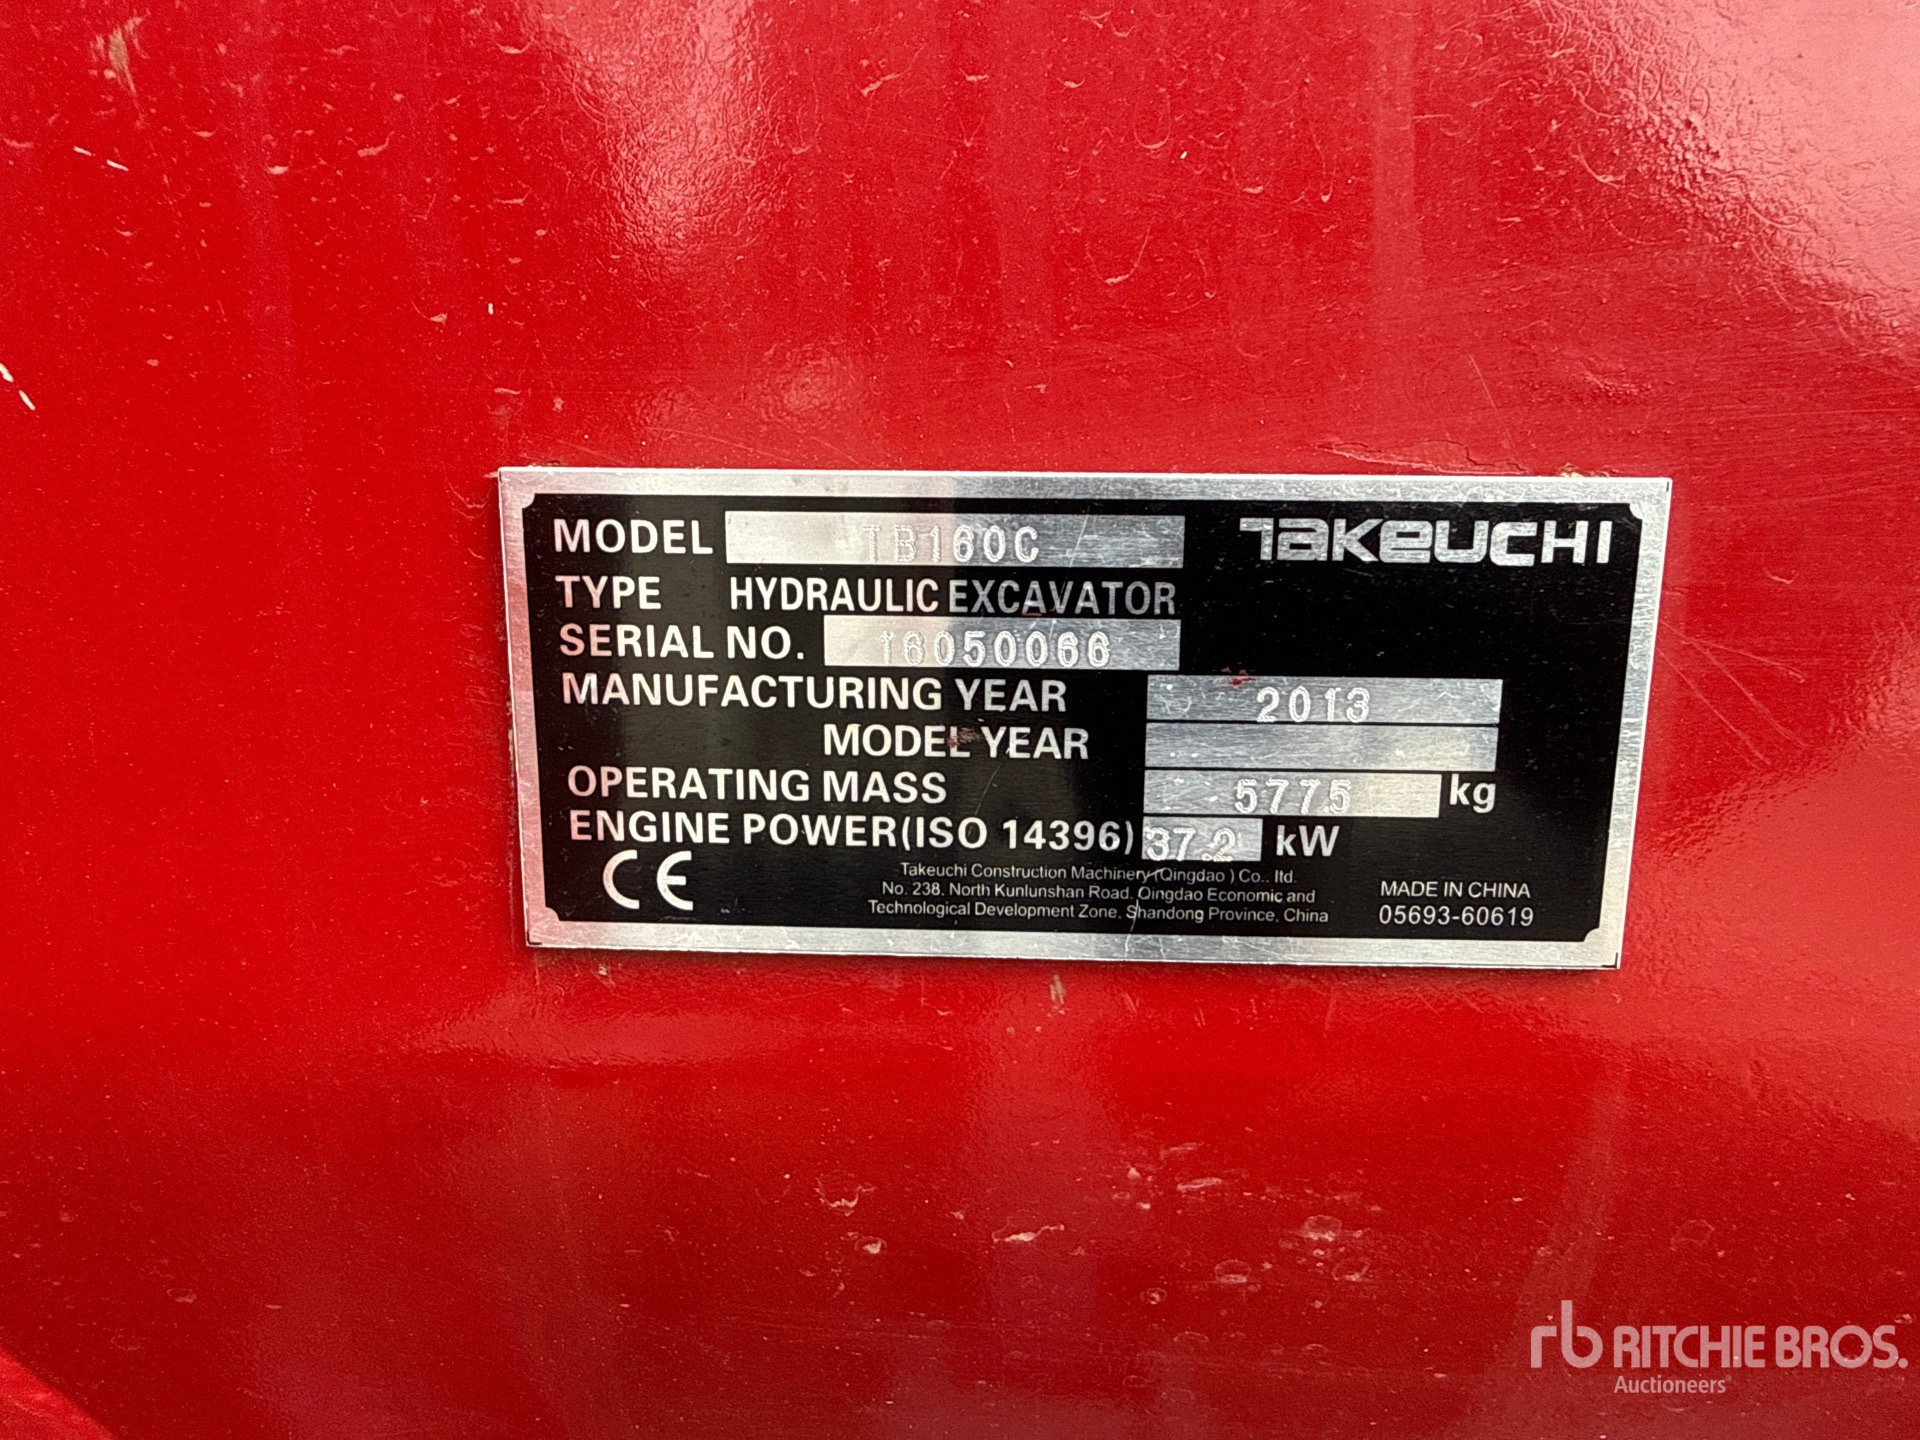 MODEL TB160C TAKEUCHI
TYPE HYDRAULIC EXCAVATOR
SERIAL NO. 16050066
MANUFACTURING YEAR 2013
MODEL YEAR
OPERATING MASS 5775 kg
ENGINE POWER(ISO 14396) 37.2 kW
CE
Takeuchi Construction Machinery (Qingdao ) Co., ltd.
No. 238, North Kunlunshan Road, Qingdao Economic and
Technological Development Zone, Shandong Province, China
MADE IN CHINA
05693-60619
rb RITCHIE BROS.
Auctioneers